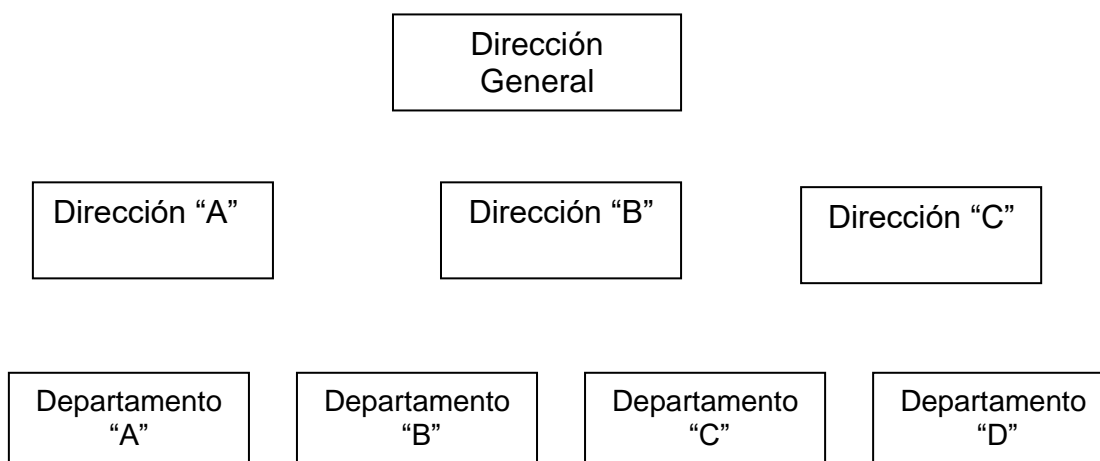 Dirección
General
Dirección “A”
Dirección “B”
Dirección “C”
Departamento
“A”
Departamento
“B”
Departamento
“C”
Departamento
“D”